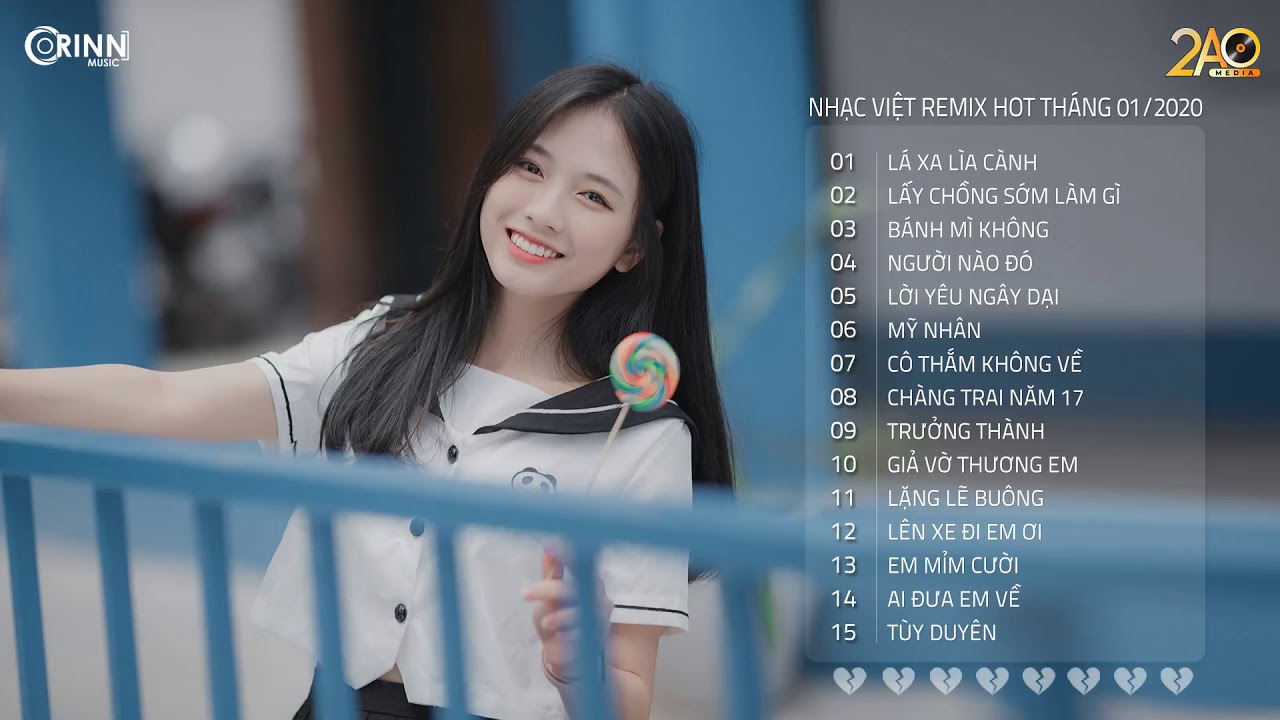 ORINN
MUSIC
2AO
MEDIA
NHẠC VIỆT REMIX HOT THÁNG 01/2020
01 LÁ XA LÌA CÀNH
02 LẤY CHỒNG SỚM LÀM GÌ
03 BÁNH MÌ KHÔNG
04 NGƯỜI NÀO ĐÓ
05 LỜI YÊU NGÂY DẠI
06 MỸ NHÂN
07 CÔ THẮM KHÔNG VỀ
08 CHÀNG TRAI NĂM 17
09 TRƯỞNG THÀNH
10 GIẢ VỜ THƯƠNG EM
11 LẶNG LẼ BUÔNG
12 LÊN XE ĐI EM ƠI
13 EM MỈM CƯỜI
14 AI ĐƯA EM VỀ
15 TÙY DUYÊN